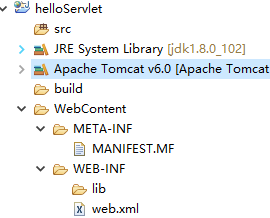 helloServlet
src
JRE System Library [jdk1.8.0_102]
Apache Tomcat v6.0 [Apache Tomcat
build
WebContent
META-INF
MANIFEST.MF
WEB-INF
lib
web.xml